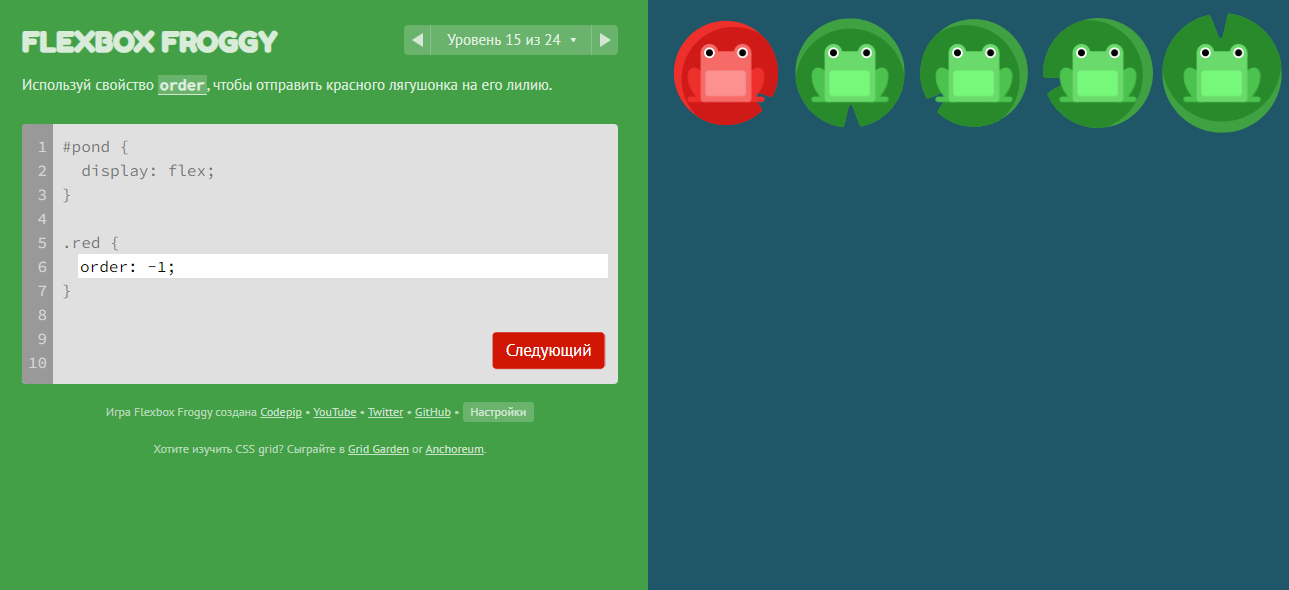 FLEXBOX FROGGY
Уровень 15 из 24
Используй свойство order, чтобы отправить красного лягушонка на его лилию.
1 #pond {
2 display: flex;
3 }
4
5 .red {
6 order: -1;
7 }
8
9
10
Следующий
Игра Flexbox Froggy создана Codepip • YouTube • Twitter • GitHub • Настройки
Хотите изучить CSS grid? Сыграйте в Grid Garden or Anchoreum.